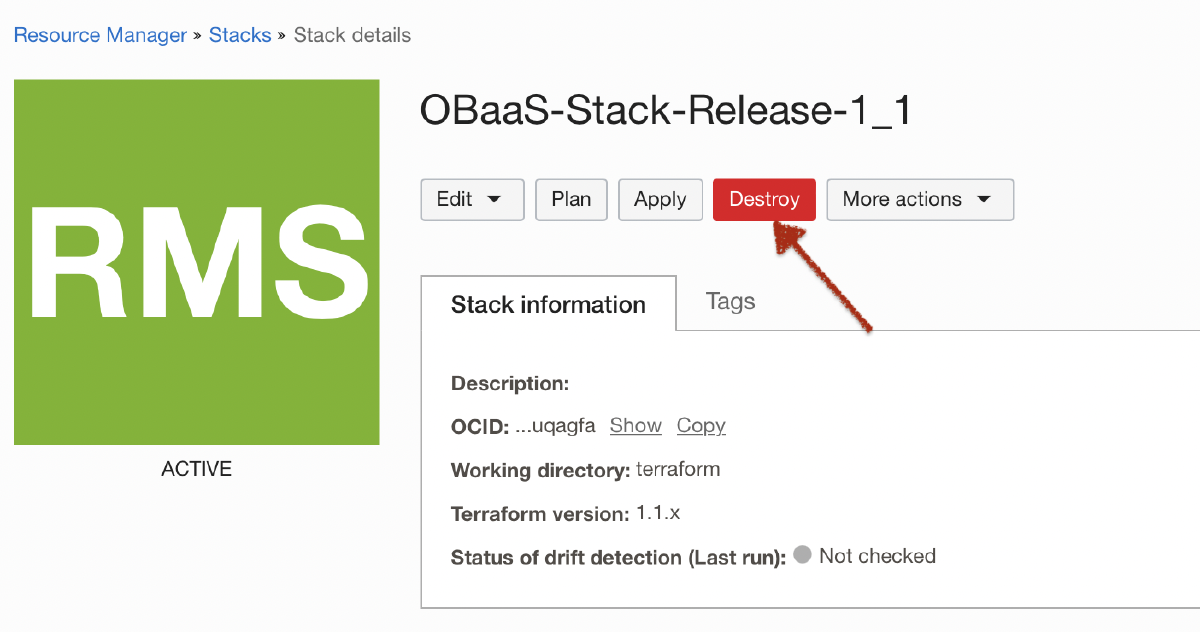 Resource Manager » Stacks » Stack details
RMS
ACTIVE
OBaaS-Stack-Release-1_1
Edit Plan Apply Destroy More actions
Stack information Tags
Description:
OCID: ...uqagfa Show Copy
Working directory: terraform
Terraform version: 1.1.x
Status of drift detection (Last run): Not checked